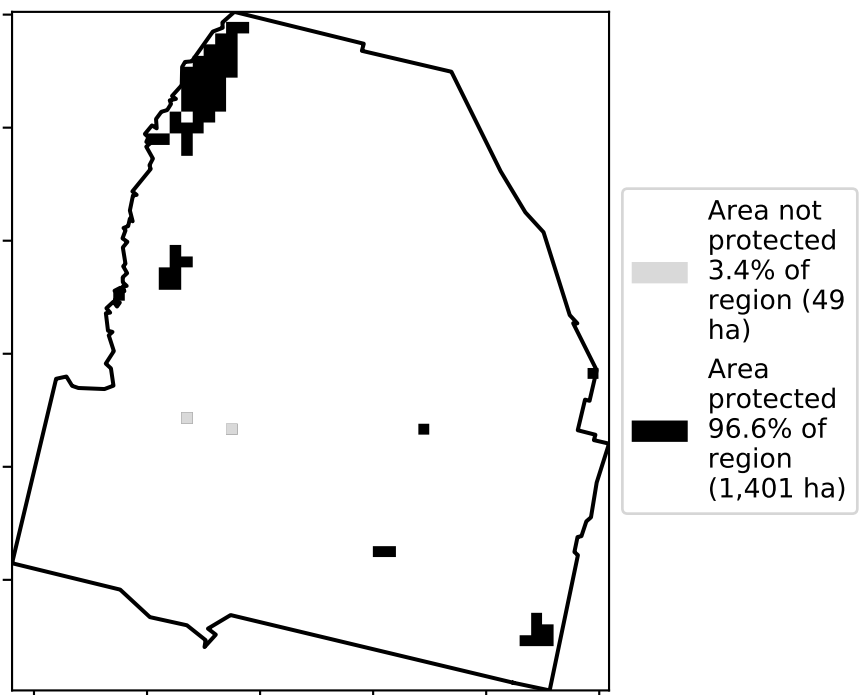 Area not
protected
3.4% of
region (49
ha)
Area
protected
96.6% of
region
(1,401 ha)